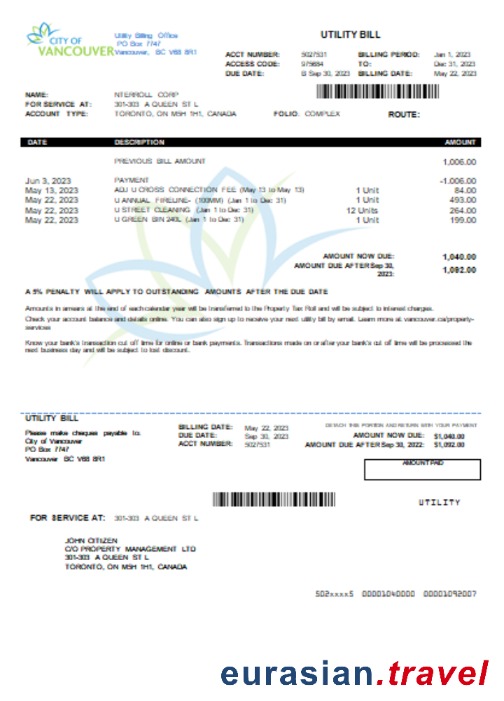 CITY OF
VANCOUVER
Utility Billing Office
PO Box 7747
Vancouver, BC V6B 8R1
UTILITY BILL
ACCT NUMBER: 5027531 BILLING PERIOD: Jan 1, 2023
ACCESS CODE: 975684 TO: Dec 31, 2023
DUE DATE: B Sep 30, 2023 BILLING DATE: May 22, 2023
NAME: NTERROLL CORP
FOR SERVICE AT: 301-303 A QUEEN ST L
ACCOUNT TYPE: TORONTO, ON M5H 1H1, CANADA FOLIO: COMPLEX ROUTE:
DATE DESCRIPTION AMOUNT
PREVIOUS BILL AMOUNT 1,006.00
Jun 3, 2023 PAYMENT -1,006.00
May 13, 2023 ADJ U CROSS CONNECTION FEE (May 13 to May 13) 1 Unit 84.00
May 22, 2023 U ANNUAL FIRELINE- (100MM) (Jan 1 to Dec 31) 1 Unit 493.00
May 22, 2023 U STREET CLEANING (Jan 1 to Dec 31) 12 Units 264.00
May 22, 2023 U GREEN BIN 240L (Jan 1 to Dec 31) 1 Unit 199.00
AMOUNT NOW DUE: 1,040.00
AMOUNT DUE AFTER Sep 30, 2023: 1,092.00
A 5% PENALTY WILL APPLY TO OUTSTANDING AMOUNTS AFTER THE DUE DATE
Amounts in arrears at the end of each calendar year will be transferred to the Property Tax Roll and will be subject to interest charges.
Check your account balance and details online. You can also sign up to receive your next utility bill by email. Learn more at vancouver.ca/property-
services
Know your bank's transaction cut off time for online or bank payments. Transactions made on or after your bank's cut off time will be processed the
next business day and will be subject to lost discount.
UTILITY BILL
Please make cheques payable to:
City of Vancouver
PO Box 7747
Vancouver BC V6B 8R1
BILLING DATE: May 22, 2023
DUE DATE: Sep 30, 2023
ACCT NUMBER: 5027531
DETACH THIS PORTION AND RETURN WITH YOUR PAYMENT
AMOUNT NOW DUE: $1,040.00
AMOUNT DUE AFTER Sep 30, 2022: $1,092.00
AMOUNT PAID
UTILITY
FOR SERVICE AT: 301-303 A QUEEN ST L
JOHN CITIZEN
C/O PROPERTY MANAGEMENT LTD
301-303 A QUEEN ST L
TORONTO, ON M5H 1H1, CANADA
502xxxx5 00001040000 00001092007
eurasian.travel